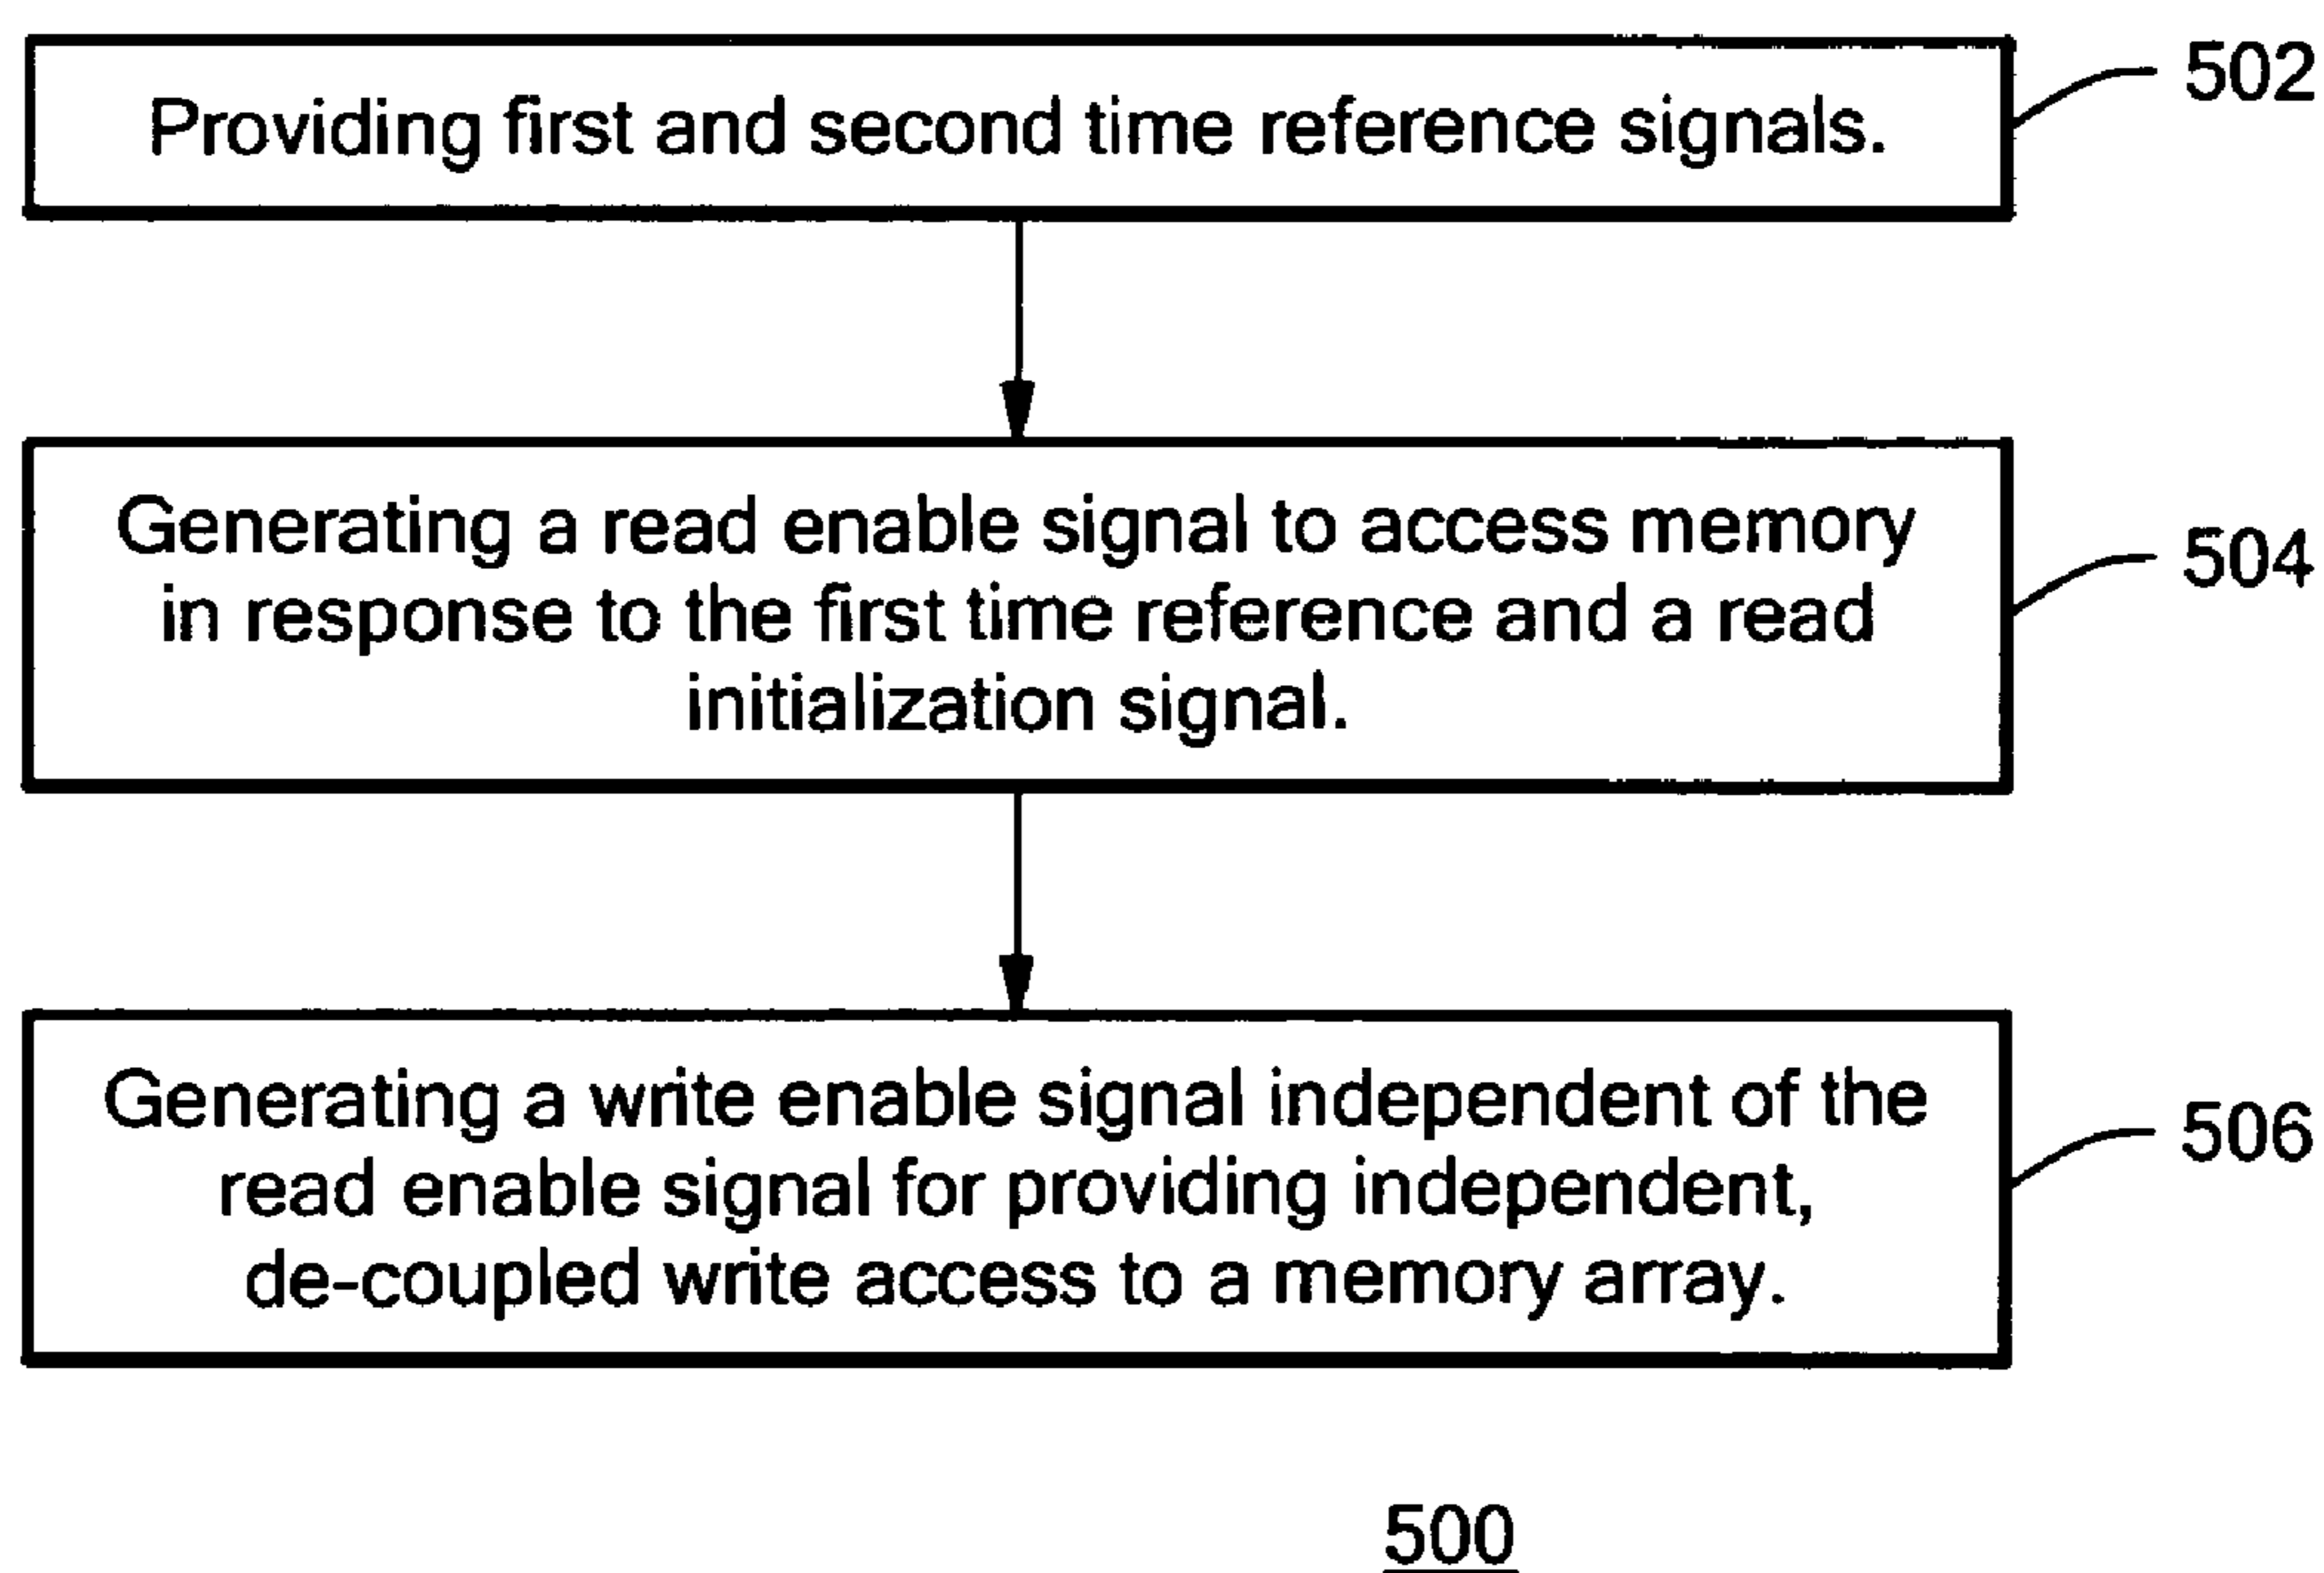 Providing first and second time reference signals.
502
Generating a read enable signal to access memory
in response to the first time reference and a read
initialization signal.
504
Generating a write enable signal independent of the
read enable signal for providing independent,
de-coupled write access to a memory array.
506
500